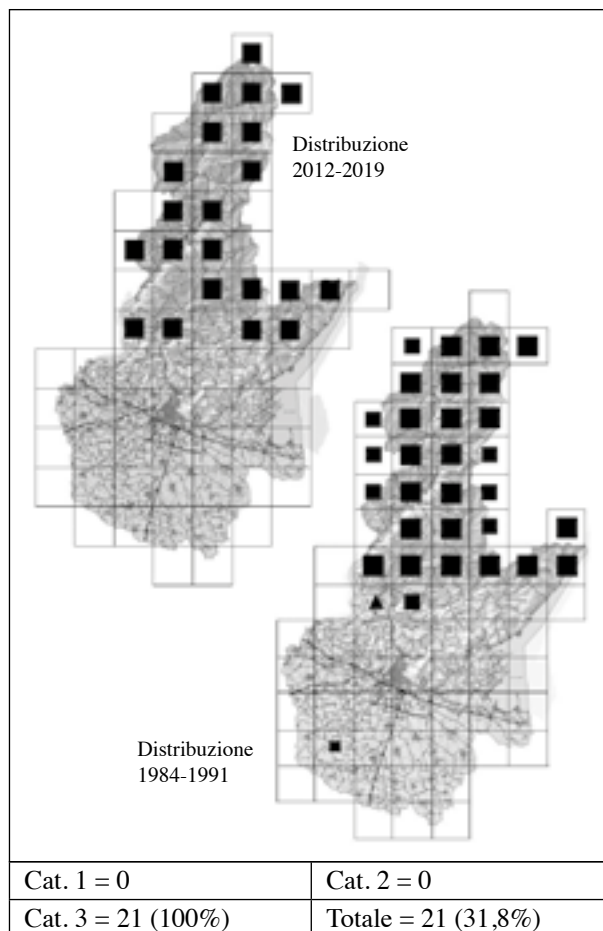 Distribuzione
2012-2019
Distribuzione
1984-1991
Cat. 1 = 0
Cat. 2 = 0
Cat. 3 = 21 (100%)
Totale = 21 (31,8%)